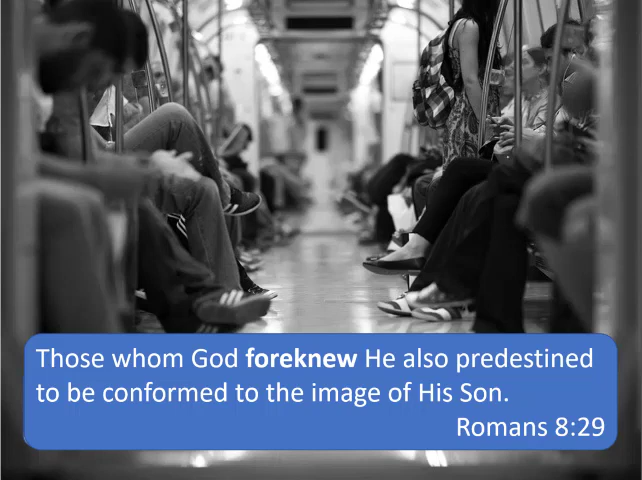 Those whom God foreknew He also predestined
to be conformed to the image of His Son.
Romans 8:29